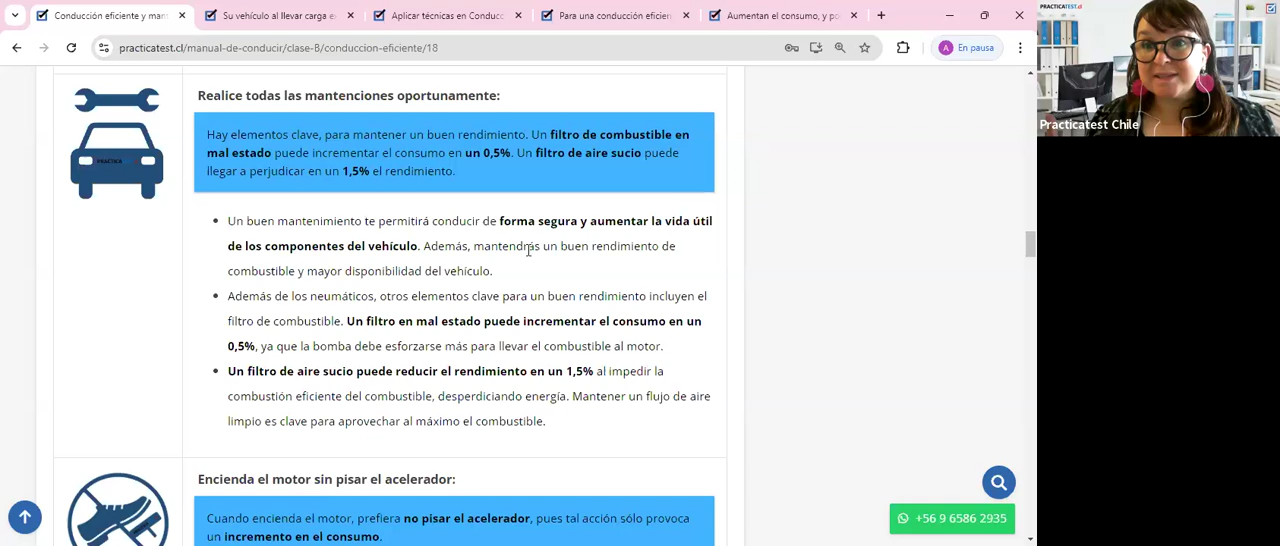 Conducción eficiente y man
Su vehículo al llevar carga e
Aplicar técnicas en Conducc
Para una conducción eficien
Aumentan el consumo, y po
practicatest.cl/manual-de-conducir/clase-B/conduccion-eficiente/18
A En pausa
PRACTICATEST.cl
Practicatest Chile
PRACTICATEST
Realice todas las mantenciones oportunamente:
Hay elementos clave, para mantener un buen rendimiento. Un filtro de combustible en
mal estado puede incrementar el consumo en un 0,5%. Un filtro de aire sucio puede
llegar a perjudicar en un 1,5% el rendimiento.
Un buen mantenimiento te permitirá conducir de forma segura y aumentar la vida útil
de los componentes del vehículo. Además, mantendrás un buen rendimiento de
combustible y mayor disponibilidad del vehículo.
Además de los neumáticos, otros elementos clave para un buen rendimiento incluyen el
filtro de combustible. Un filtro en mal estado puede incrementar el consumo en un
0,5%, ya que la bomba debe esforzarse más para llevar el combustible al motor.
Un filtro de aire sucio puede reducir el rendimiento en un 1,5% al impedir la
combustión eficiente del combustible, desperdiciando energía. Mantener un flujo de aire
limpio es clave para aprovechar al máximo el combustible.
Encienda el motor sin pisar el acelerador:
Cuando encienda el motor, prefiera no pisar el acelerador, pues tal acción sólo provoca
un incremento en el consumo.
+56 9 6586 2935